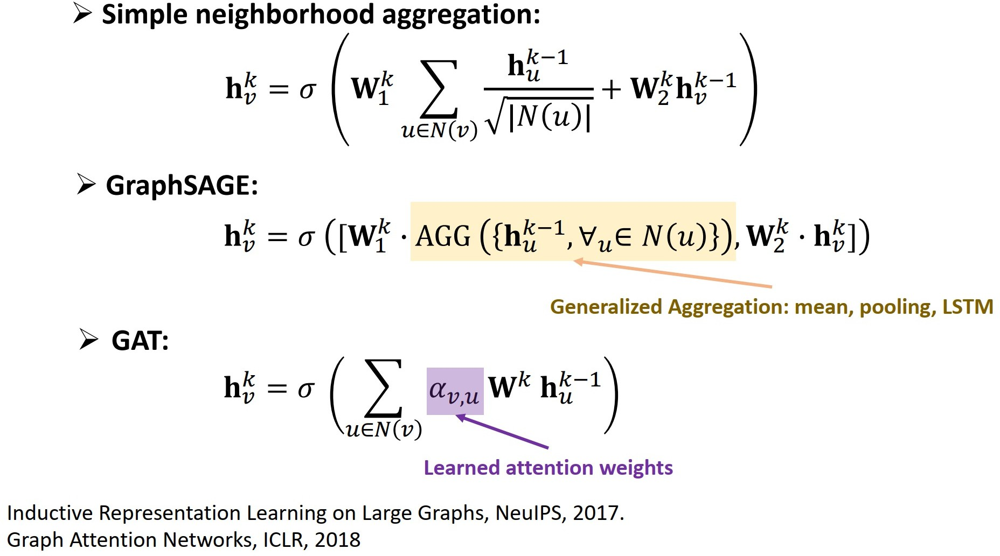 ➢ Simple neighborhood aggregation:
$\mathbf{h}_v^k = \sigma \left( \mathbf{W}_1^k \sum_{u \in N(v)} \frac{\mathbf{h}_u^{k-1}}{\sqrt{|N(u)|}} + \mathbf{W}_2^k \mathbf{h}_v^{k-1} \right)$
➢ GraphSAGE:
$\mathbf{h}_v^k = \sigma \left( [\mathbf{W}_1^k \cdot \text{AGG} \left( \{ \mathbf{h}_u^{k-1}, \forall_u \in N(u) \} \right), \mathbf{W}_2^k \cdot \mathbf{h}_v^k ] \right)$
Generalized Aggregation: mean, pooling, LSTM
➢ GAT:
$\mathbf{h}_v^k = \sigma \left( \sum_{u \in N(v)} \alpha_{v,u} \mathbf{W}^k \mathbf{h}_u^{k-1} \right)$
Learned attention weights
Inductive Representation Learning on Large Graphs, NeuIPS, 2017.
Graph Attention Networks, ICLR, 2018